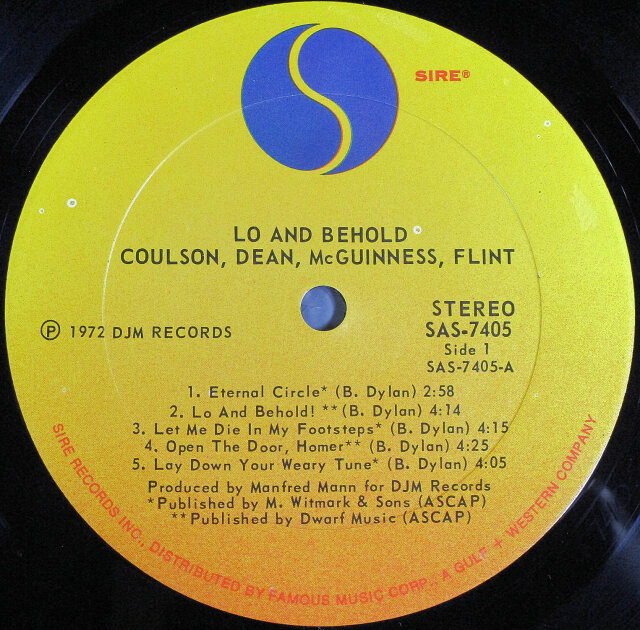 SIRE®
LO AND BEHOLD
COULSON, DEAN, McGUINNESS, FLINT
STEREO
SAS-7405
Side 1
SAS-7405-A
Ⓟ 1972 DJM RECORDS
1. Eternal Circle* (B. Dylan) 2:58
2. Lo And Behold! ** (B. Dylan) 4:14
3. Let Me Die In My Footsteps* (B. Dylan) 4:15
4. Open The Door, Homer** (B. Dylan) 4:25
5. Lay Down Your Weary Tune* (B. Dylan) 4:05
Produced by Manfred Mann for DJM Records
*Published by M. Witmark & Sons (ASCAP)
**Published by Dwarf Music (ASCAP)
SIRE RECORDS INC., DISTRIBUTED BY FAMOUS MUSIC CORP., A GULF + WESTERN COMPANY